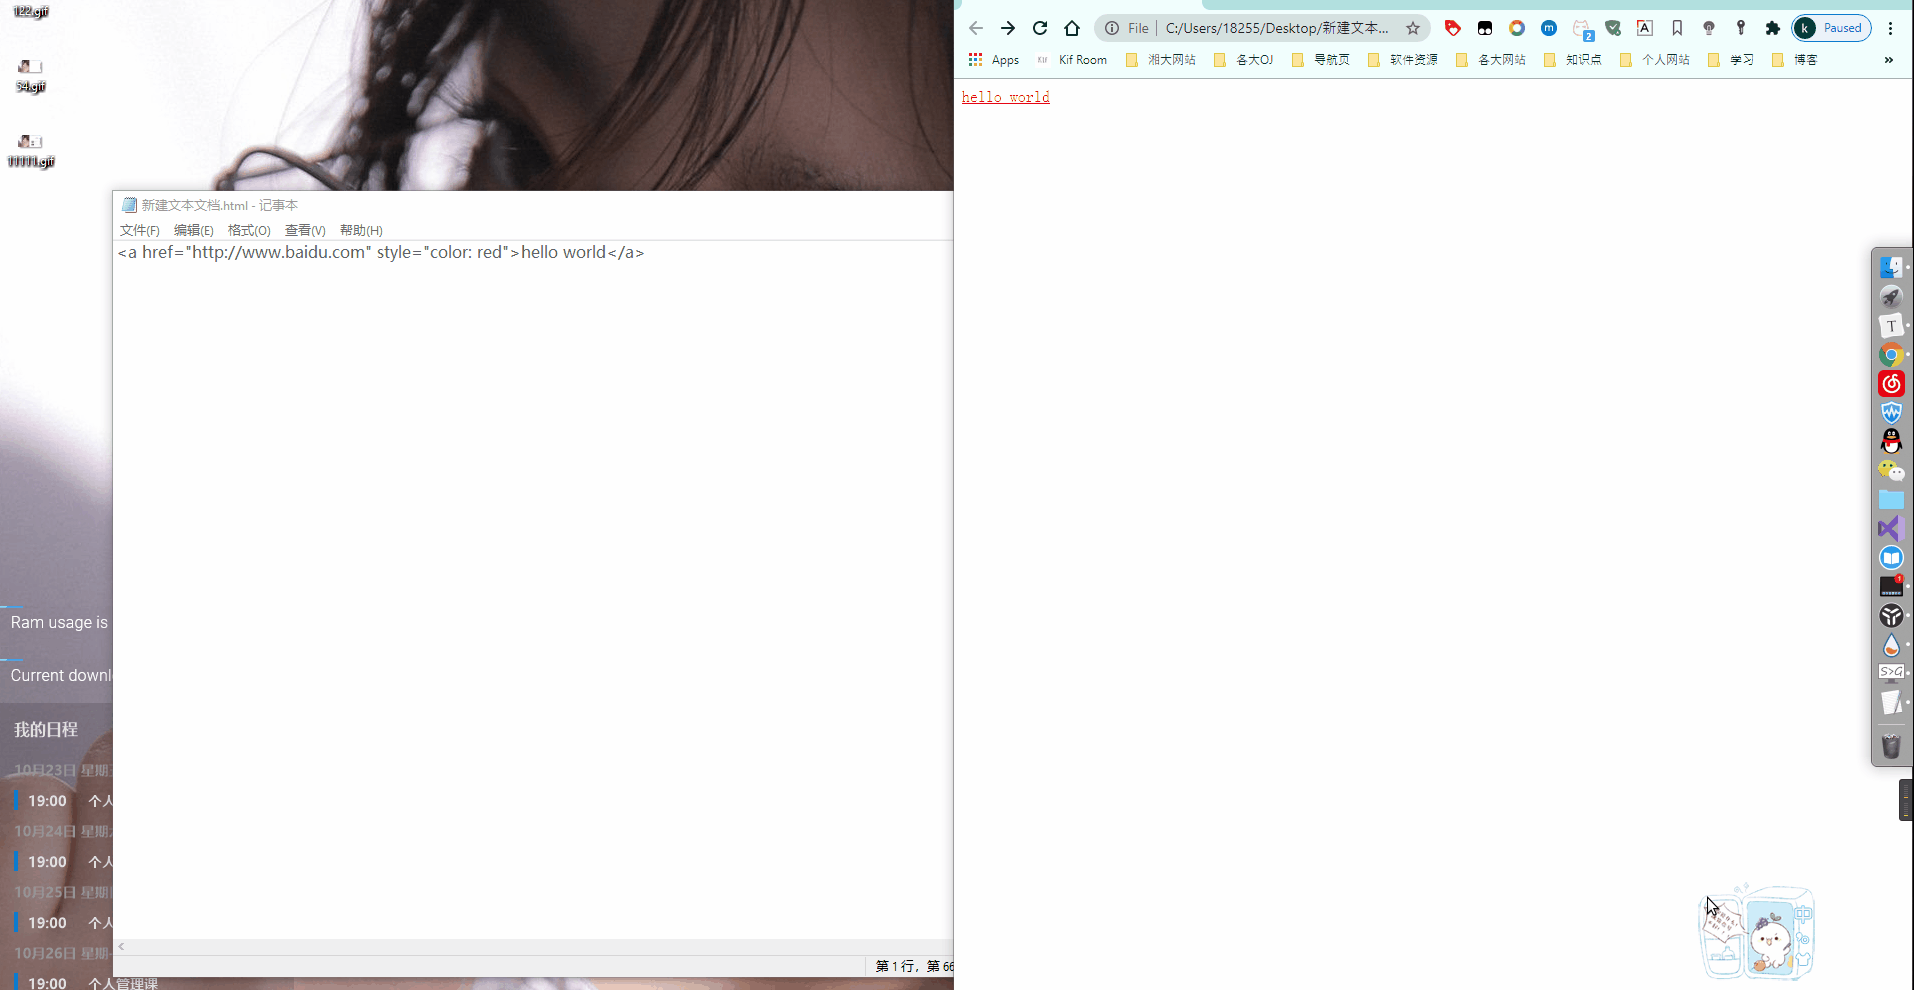 122.gif
54.gif
11111.gif
新建文本文档.html - 记事本
文件(F) 编辑(E) 格式(O) 查看(V) 帮助(H)
<a href="http://www.baidu.com" style="color: red">hello world</a>
第 1 行，第 66
Ram usage is
Current downl
我的日程
10月23日 星期
19:00 个人
10月24日 星期
19:00 个人
10月25日 星期
19:00 个人
10月26日 星期一
19:00 个人管理课
File C:/Users/18255/Desktop/新建文本... 2 k Paused
Apps Kif Room 湘大网站 各大OJ 导航页 软件资源 各大网站 知识点 个人网站 学习 博客 »
hello world
T
S>G
中